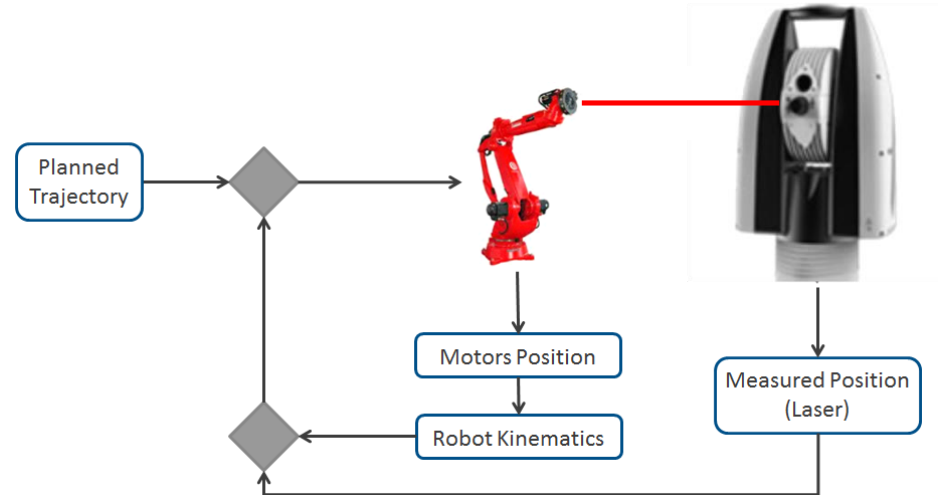 Planned
Trajectory
Motors Position
Robot Kinematics
Measured Position
(Laser)